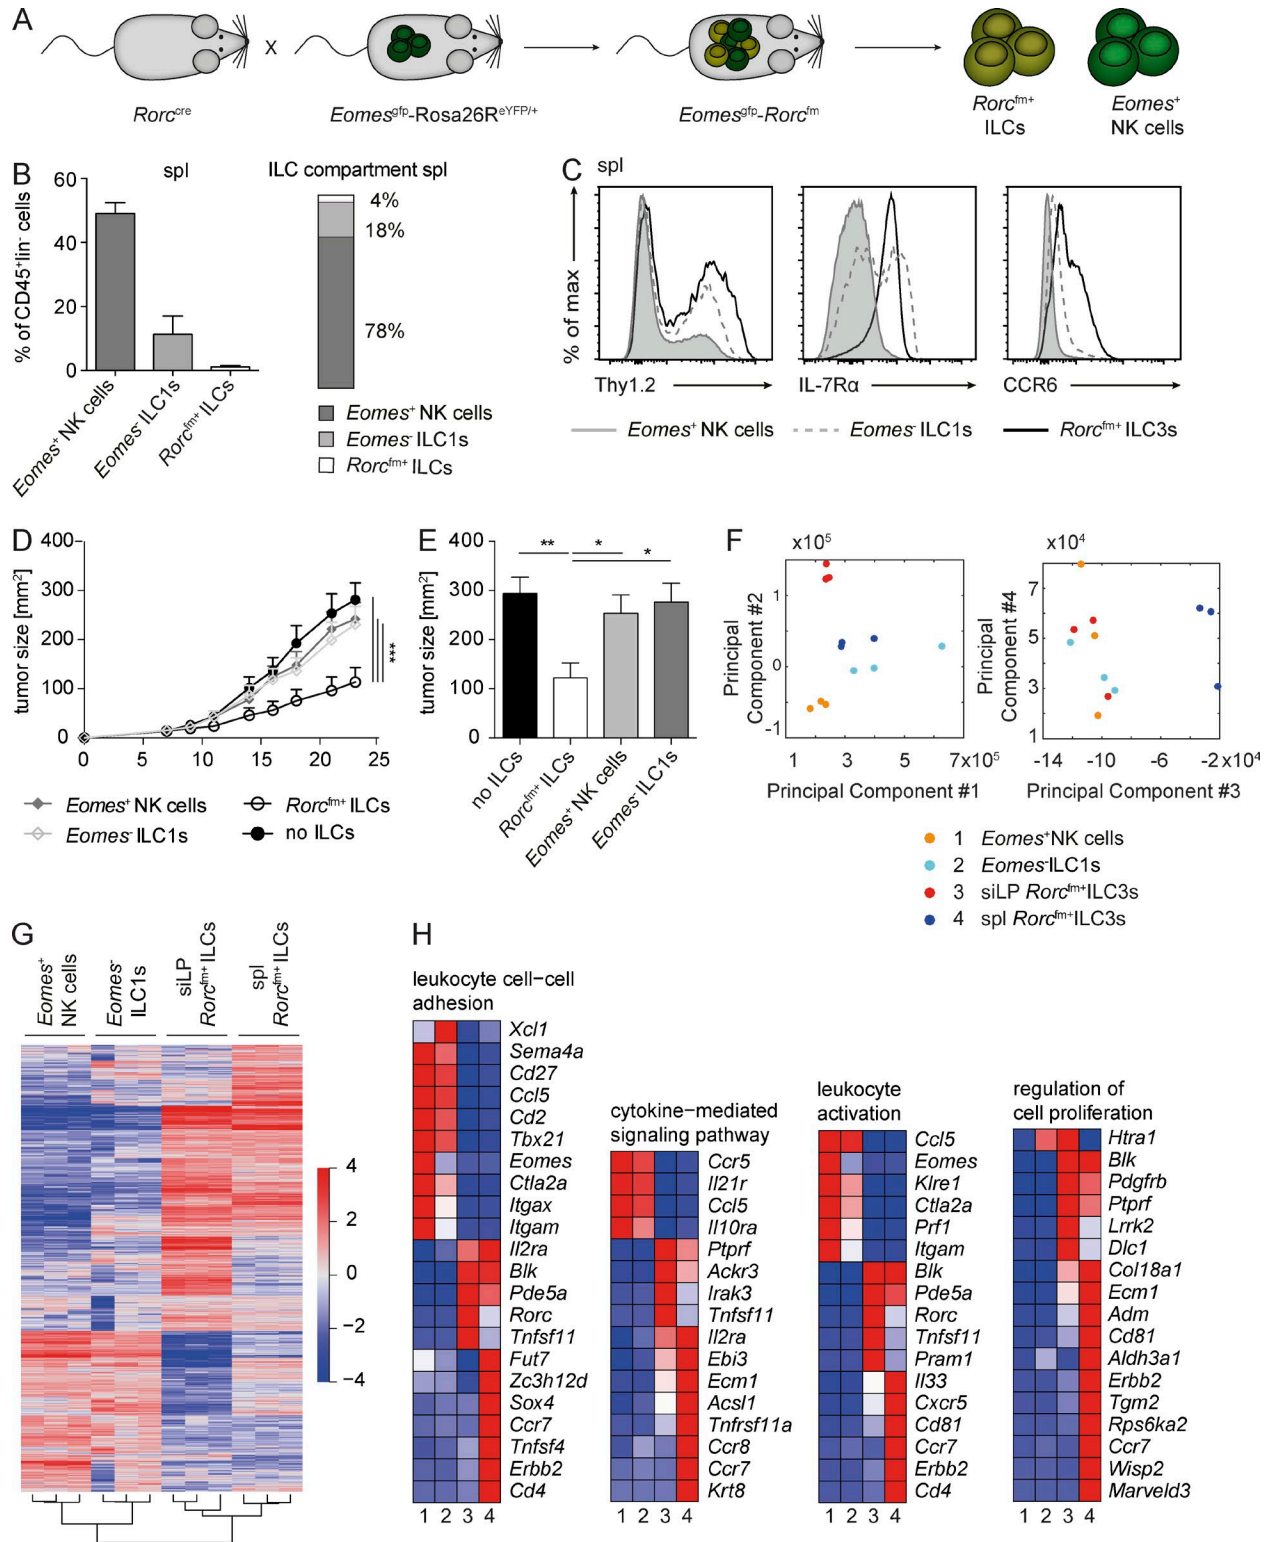 A
X
Rorc^cre
Eomes^gfp-Rosa26R^eYFP/+
Eomes^gfp-Rorc^fm
Rorc^fm+
ILCs
Eomes^+
NK cells
B
spl
% of CD45^+lin^- cells
60
40
20
0
Eomes^+ NK cells
Eomes^- ILC1s
Rorc^fm+ ILCs
ILC compartment spl
4%
18%
78%
Eomes^+ NK cells
Eomes^- ILC1s
Rorc^fm+ ILCs
C
spl
% of max
Thy1.2
IL-7Rα
CCR6
Eomes^+ NK cells
Eomes^- ILC1s
Rorc^fm+ ILC3s
D
tumor size [mm²]
400
300
200
100
0
0
5
10
15
20
25
***
Eomes^+ NK cells
Rorc^fm+ ILCs
Eomes^- ILC1s
no ILCs
E
tumor size [mm²]
400
300
200
100
0
**
*
*
no ILCs
Rorc^fm+ ILCs
Eomes^+ NK cells
Eomes^- ILC1s
F
x10^5
Principal
Component #2
1
0
-1
1
3
5
7x10^5
Principal Component #1
x10^4
Principal
Component #4
7
5
3
1
-14
-10
-6
-2x10^4
Principal Component #3
1 Eomes^+NK cells
2 Eomes^-ILC1s
3 siLP Rorc^fm+ILC3s
4 spl Rorc^fm+ILC3s
G
Eomes^+
NK cells
Eomes^-
ILC1s
siLP
Rorc^fm+ ILCs
spl
Rorc^fm+ ILCs
4
2
0
−2
−4
H
leukocyte cell−cell
adhesion
Xcl1
Sema4a
Cd27
Ccl5
Cd2
Tbx21
Eomes
Ctla2a
Itgax
Itgam
Il2ra
Blk
Pde5a
Rorc
Tnfsf11
Fut7
Zc3h12d
Sox4
Ccr7
Tnfsf4
Erbb2
Cd4
1 2 3 4
cytokine−mediated
signaling pathway
Ccr5
Il21r
Ccl5
Il10ra
Ptprf
Ackr3
Irak3
Tnfsf11
Il2ra
Ebi3
Ecm1
Acsl1
Tnfrsf11a
Ccr8
Ccr7
Krt8
1 2 3 4
leukocyte
activation
Ccl5
Eomes
Klre1
Ctla2a
Prf1
Itgam
Blk
Pde5a
Rorc
Tnfsf11
Pram1
Il33
Cxcr5
Cd81
Ccr7
Erbb2
Cd4
1 2 3 4
regulation of
cell proliferation
Htra1
Blk
Pdgfrb
Ptprf
Lrrk2
Dlc1
Col18a1
Ecm1
Adm
Cd81
Aldh3a1
Erbb2
Tgm2
Rps6ka2
Ccr7
Wisp2
Marveld3
1 2 3 4